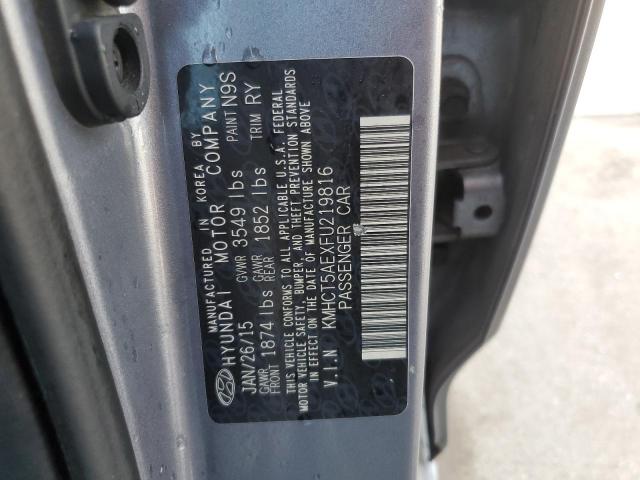 MANUFACTURED IN KOREA BY
HYUNDAI MOTOR COMPANY
JAN/26/15 GVWR 3549 lbs PAINT N9S
GAWR FRONT 1874 lbs GAWR REAR 1852 lbs TRIM RY
THIS VEHICLE CONFORMS TO ALL APPLICABLE U.S.A. FEDERAL
MOTOR VEHICLE SAFETY, BUMPER, AND THEFT PREVENTION STANDARDS
IN EFFECT ON THE DATE OF MANUFACTURE SHOWN ABOVE
V.I.N KMHCT5AEXFU219816
PASSENGER CAR